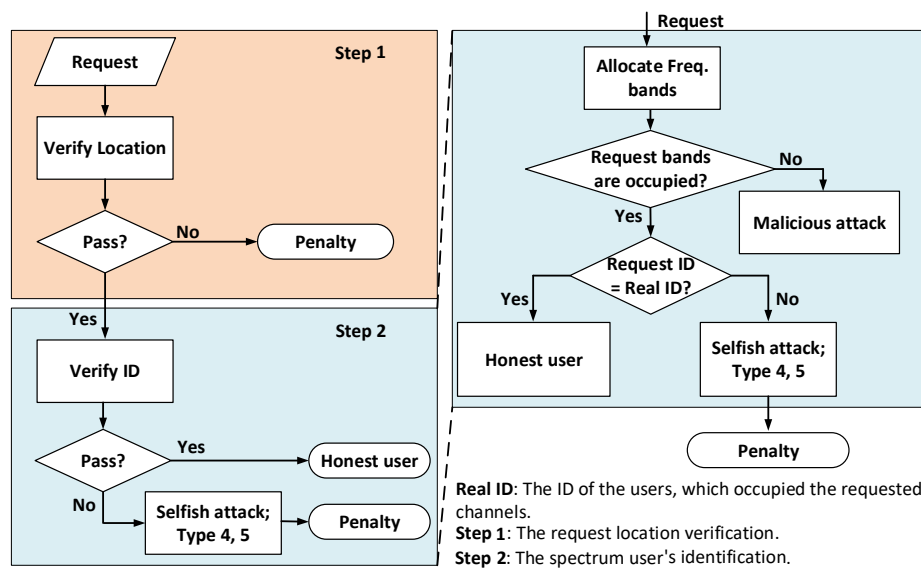 Step 1
Request
Verify Location
Pass?
No
Penalty
Yes
Step 2
Verify ID
Pass?
Yes
Honest user
No
Selfish attack;
Type 4, 5
Penalty
Request
Allocate Freq.
bands
Request bands
are occupied?
No
Malicious attack
Yes
Request ID
= Real ID?
Yes
No
Honest user
Selfish attack;
Type 4, 5
Penalty
Real ID: The ID of the users, which occupied the requested
channels.
Step 1: The request location verification.
Step 2: The spectrum user's identification.